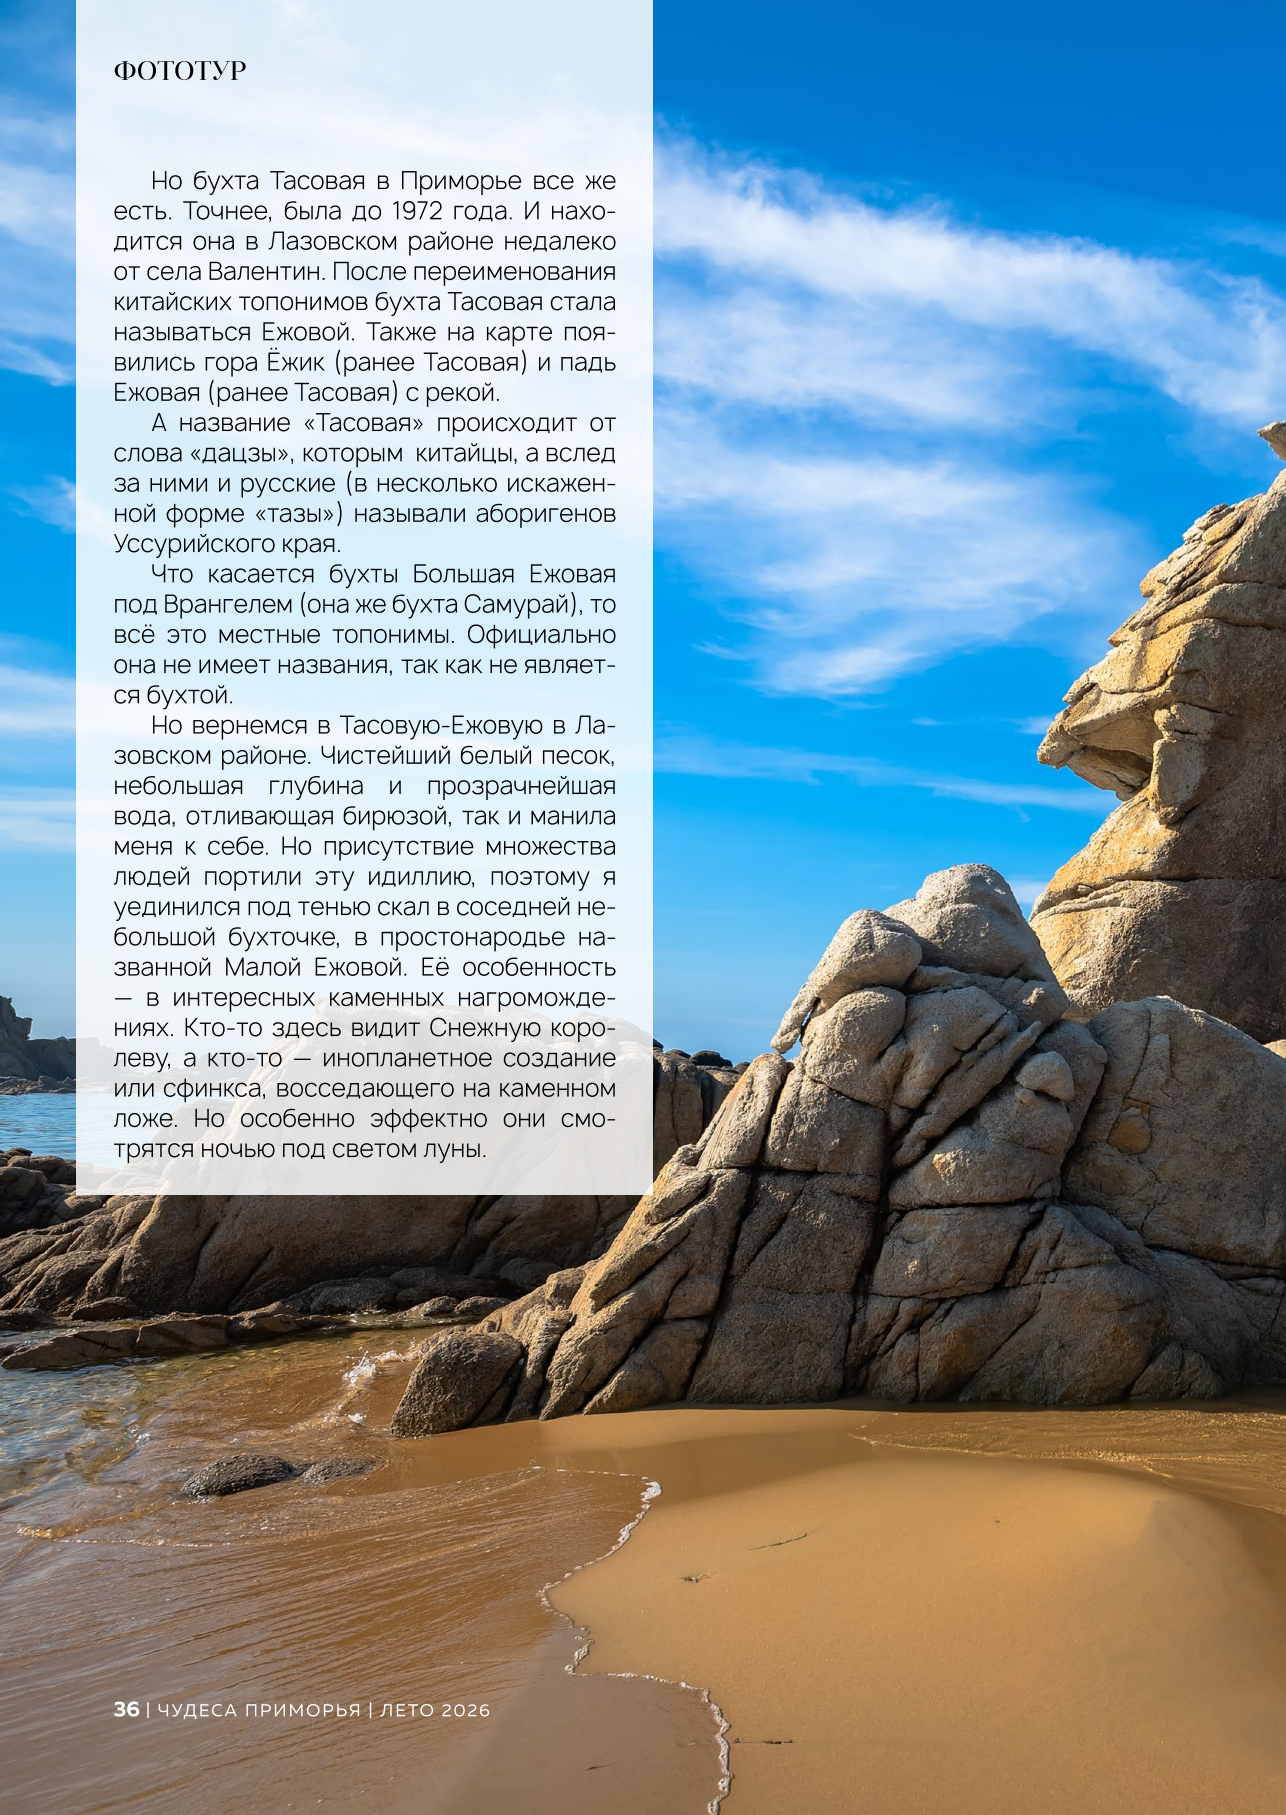 ФОТОТУР
Но бухта Тасовая в Приморье все же
есть. Точнее, была до 1972 года. И нахо-
дится она в Лазовском районе недалеко
от села Валентин. После переименования
китайских топонимов бухта Тасовая стала
называться Ежовой. Также на карте поя-
вились гора Ёжик (ранее Тасовая) и падь
Ежовая (ранее Тасовая) с рекой.
А название «Тасовая» происходит от
слова «дацзы», которым китайцы, а вслед
за ними и русские (в несколько искажен-
ной форме «тазы») называли аборигенов
Уссурийского края.
Что касается бухты Большая Ежовая
под Врангелем (она же бухта Самурай), то
всё это местные топонимы. Официально
она не имеет названия, так как не являет-
ся бухтой.
Но вернемся в Тасовую-Ежовую в Ла-
зовском районе. Чистейший белый песок,
небольшая глубина и прозрачнейшая
вода, отливающая бирюзой, так и манила
меня к себе. Но присутствие множества
людей портили эту идиллию, поэтому я
уединился под тенью скал в соседней не-
большой бухточке, в простонародье на-
званной Малой Ежовой. Её особенность
— в интересных каменных нагроможде-
ниях. Кто-то здесь видит Снежную коро-
леву, а кто-то — инопланетное создание
или сфинкса, восседающего на каменном
ложе. Но особенно эффектно они смо-
трятся ночью под светом луны.
36 | ЧУДЕСА ПРИМОРЬЯ | ЛЕТО 2026